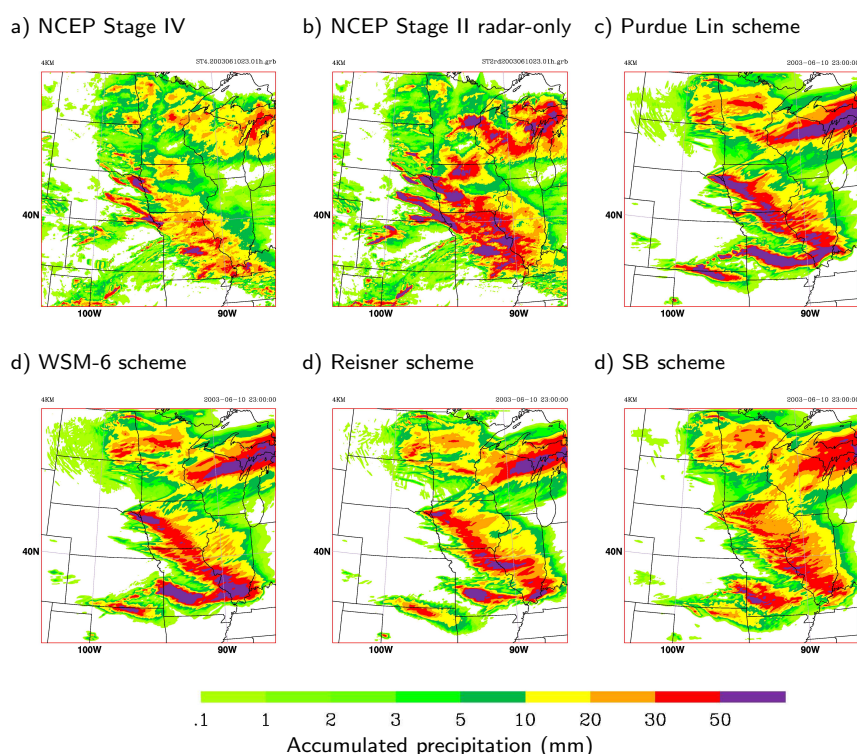 a) NCEP Stage IV
b) NCEP Stage II radar-only
c) Purdue Lin scheme
4KM ST4.2003061023.01h.grb
4KM ST2rd2003061023.01h.grb
4KM 2003-06-10 23:00:00
40N
40N
40N
100W 90W
100W 90W
100W 90W
d) WSM-6 scheme
d) Reisner scheme
d) SB scheme
4KM 2003-06-10 23:00:00
4KM 2003-06-10 23:00:00
4KM 2003-06-10 23:00:00
40N
40N
40N
100W 90W
100W 90W
100W 90W
.1 1 2 3 5 10 20 30 50
Accumulated precipitation (mm)